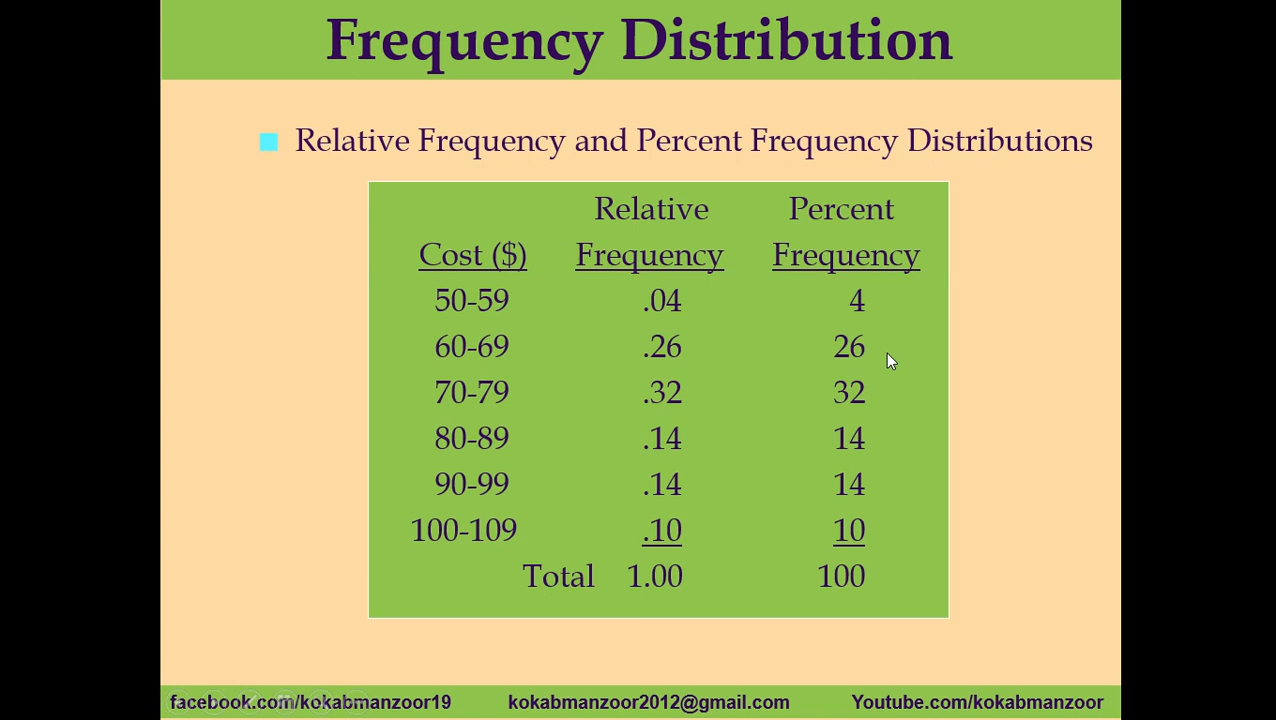 Frequency Distribution
Relative Frequency and Percent Frequency Distributions
Relative Percent
Cost ($) Frequency Frequency
50-59 .04 4
60-69 .26 26
70-79 .32 32
80-89 .14 14
90-99 .14 14
100-109 .10 10
Total 1.00 100
facebook.com/kokabmanzoor19 kokabmanzoor2012@gmail.com Youtube.com/kokabmanzoor